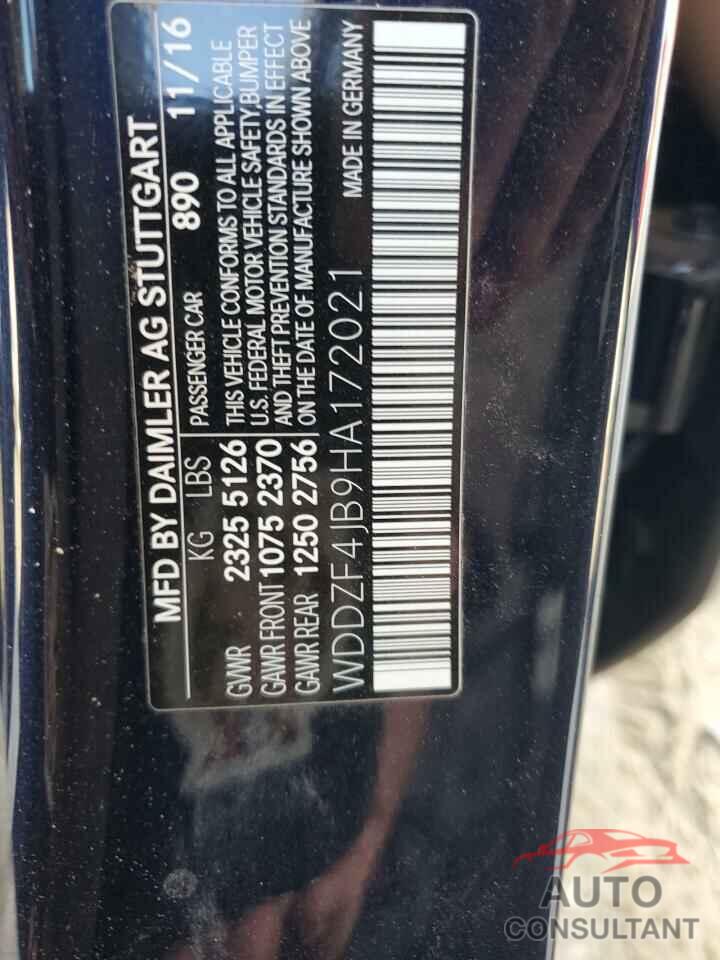 MFD BY DAIMLER AG STUTTGART
KG LBS PASSENGER CAR 890 11/16
GVWR 2325 5126 THIS VEHICLE CONFORMS TO ALL APPLICABLE
GAWR FRONT 1075 2370 U.S. FEDERAL MOTOR VEHICLE SAFETY,BUMPER
AND THEFT PREVENTION STANDARDS IN EFFECT
GAWR REAR 1250 2756 ON THE DATE OF MANUFACTURE SHOWN ABOVE
WDDZF4JB9HA172021 MADE IN GERMANY
AUTO
CONSULTANT